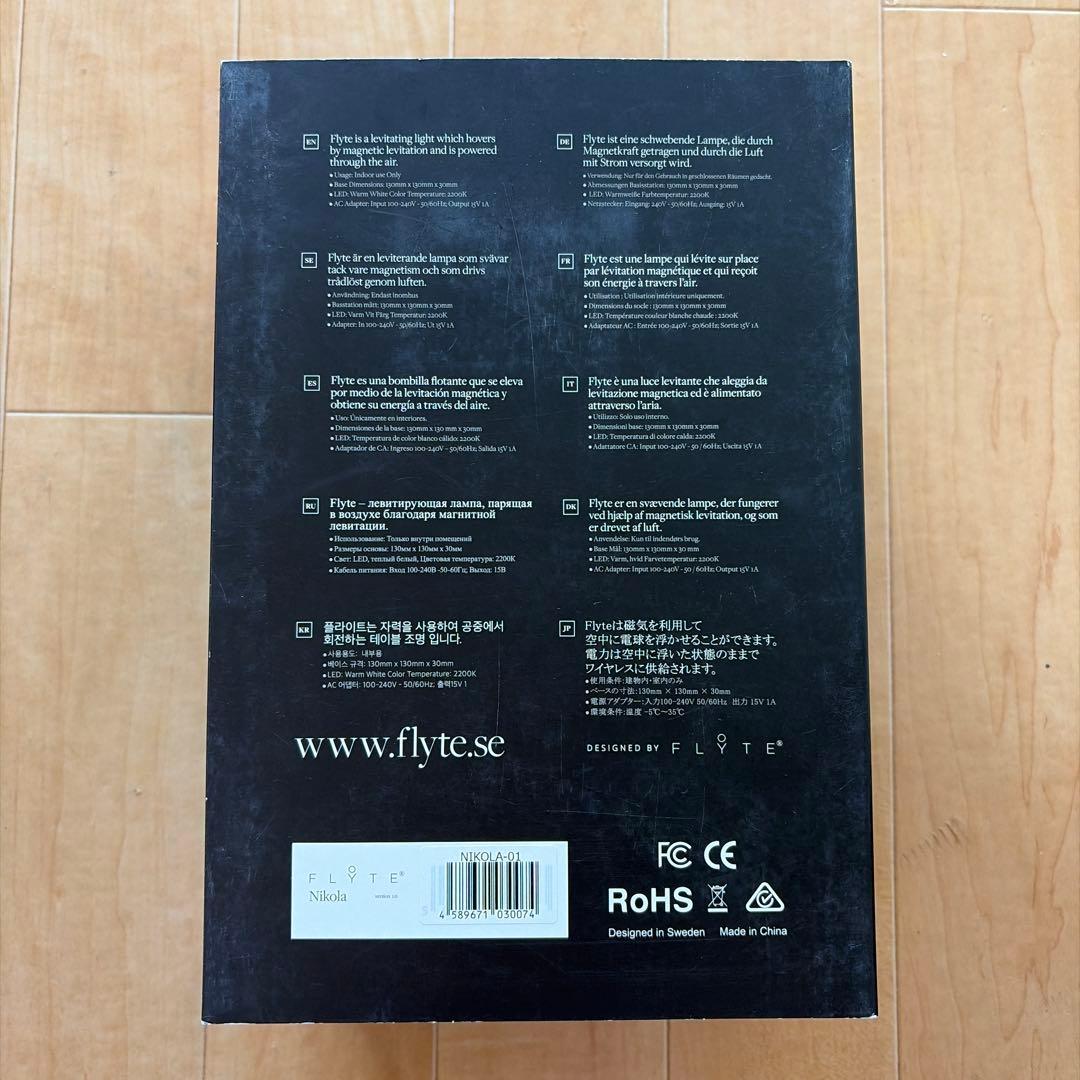 EN
Flyte is a levitating light which hovers
by magnetic levitation and is powered
through the air.
• Usage: Indoor use Only
• Base Dimensions: 130mm x 130mm x 30mm
• LED: Warm White Color Temperature: 2200K
• AC Adapter: Input 100-240V - 50/60Hz; Output 15V 1A
DE
Flyte ist eine schwebende Lampe, die durch
Magnetkraft getragen und durch die Luft
mit Strom versorgt wird.
• Verwendung: Nur für den Gebrauch in geschlossenen Räumen gedacht.
• Abmessungen Basisstation: 130mm x 130mm x 30mm
• LED: Warmweiße Farbtemperatur: 2200K
• Netzstecker: Eingang: 240V - 50/60Hz; Ausgang: 15V 1A
SE
Flyte är en leviterande lampa som svävar
tack vare magnetism och som drivs
trådlöst genom luften.
• Användning: Endast inomhus
• Basstation mått: 130mm x 130mm x 30mm
• LED: Varm Vit Färg Temperatur: 2200K
• Adapter: In 100-240V - 50/60Hz; Ut 15V 1A
FR
Flyte est une lampe qui lévite sur place
par lévitation magnétique et qui reçoit
son énergie à travers l'air.
• Utilisation : Utilisation intérieure uniquement.
• Dimensions du socle : 130mm x 130mm x 30mm
• LED: Température couleur blanche chaude : 2200K
• Adaptateur AC : Entrée 100-240V - 50/60Hz; Sortie 15V 1A
ES
Flyte es una bombilla flotante que se eleva
por medio de la levitación magnética y
obtiene su energía a través del aire.
• Uso: Únicamente en interiores.
• Dimensiones de la base: 130mm x 130 mm x 30mm
• LED: Temperatura de color blanco cálido: 2200K
• Adaptador de CA: Ingreso 100-240V – 50/60Hz; Salida 15V 1A
IT
Flyte è una luce levitante che aleggia da
levitazione magnetica ed è alimentato
attraverso l'aria.
• Utilizzo: Solo uso interno.
• Dimensioni base: 130mm x 130mm x 30mm
• LED: Temperatura di colore calda: 2200K
• Adattatore CA: Input 100-240V - 50 / 60Hz; Uscita 15V 1A
RU
Flyte – левитирующая лампа, парящая
в воздухе благодаря магнитной
левитации.
• Использование: Только внутри помещений
• Размеры основы: 130мм x 130мм x 30мм
• Свет: LED, теплый белый, Цветовая температура: 2200K
• Кабель питания: Вход 100-240В -50-60Гц; Выход: 15В
DK
Flyte er en svævende lampe, der fungerer
ved hjælp af magnetisk levitation, og som
er drevet af luft.
• Anvendelse: Kun til indendørs brug.
• Base Mål: 130mm x 130mm x 30 mm
• LED: Varm, hvid Farvetemperatur: 2200K
• AC Adapter: Input 100-240V - 50 / 60Hz; Output 15V 1A
KR
플라이트는 자력을 사용하여 공중에서
회전하는 테이블 조명 입니다.
• 사용용도: 내부용
• 베이스 규격: 130mm x 130mm x 30mm
• LED: Warm White Color Temperature: 2200K
• AC 어댑터: 100-240V - 50/60Hz; 출력15V 1
JP
Flyteは磁気を利用して
空中に電球を浮かせることができます。
電力は空中に浮いた状態のままで
ワイヤレスに供給されます。
• 使用条件:建物内・室内のみ
• ベースの寸法:130mm × 130mm × 30mm
• 電源アダプター:入力100-240V 50/60Hz 出力 15V 1A
• 環境条件:温度 -5℃～35℃
www.flyte.se
DESIGNED BY FLYTE®
FLYTE®
Nikola
version 1.0
NIKOLA-01
4 589671 030074
FC CE
RoHS
Designed in Sweden Made in China